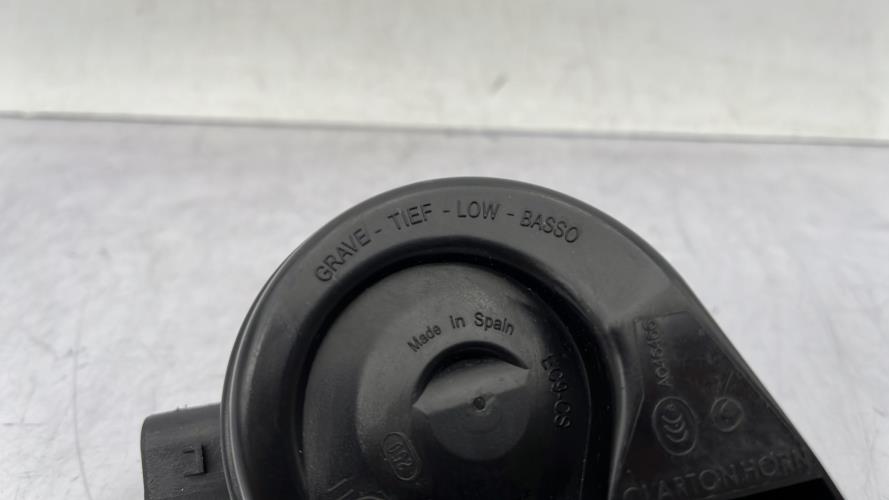 GRAVE - TIEF - LOW - BASSO
Made in Spain
EC9-CS
CLARTON HORN